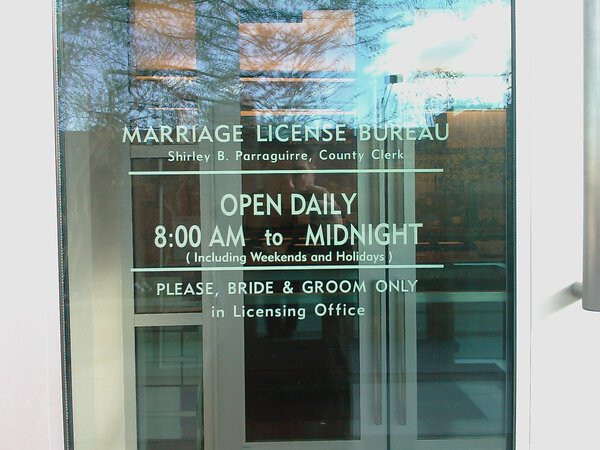 MARRIAGE LICENSE BUREAU
Shirley B. Parraguirre, County Clerk
OPEN DAILY
8:00 AM to MIDNIGHT
( Including Weekends and Holidays )
PLEASE, BRIDE & GROOM ONLY
in Licensing Office